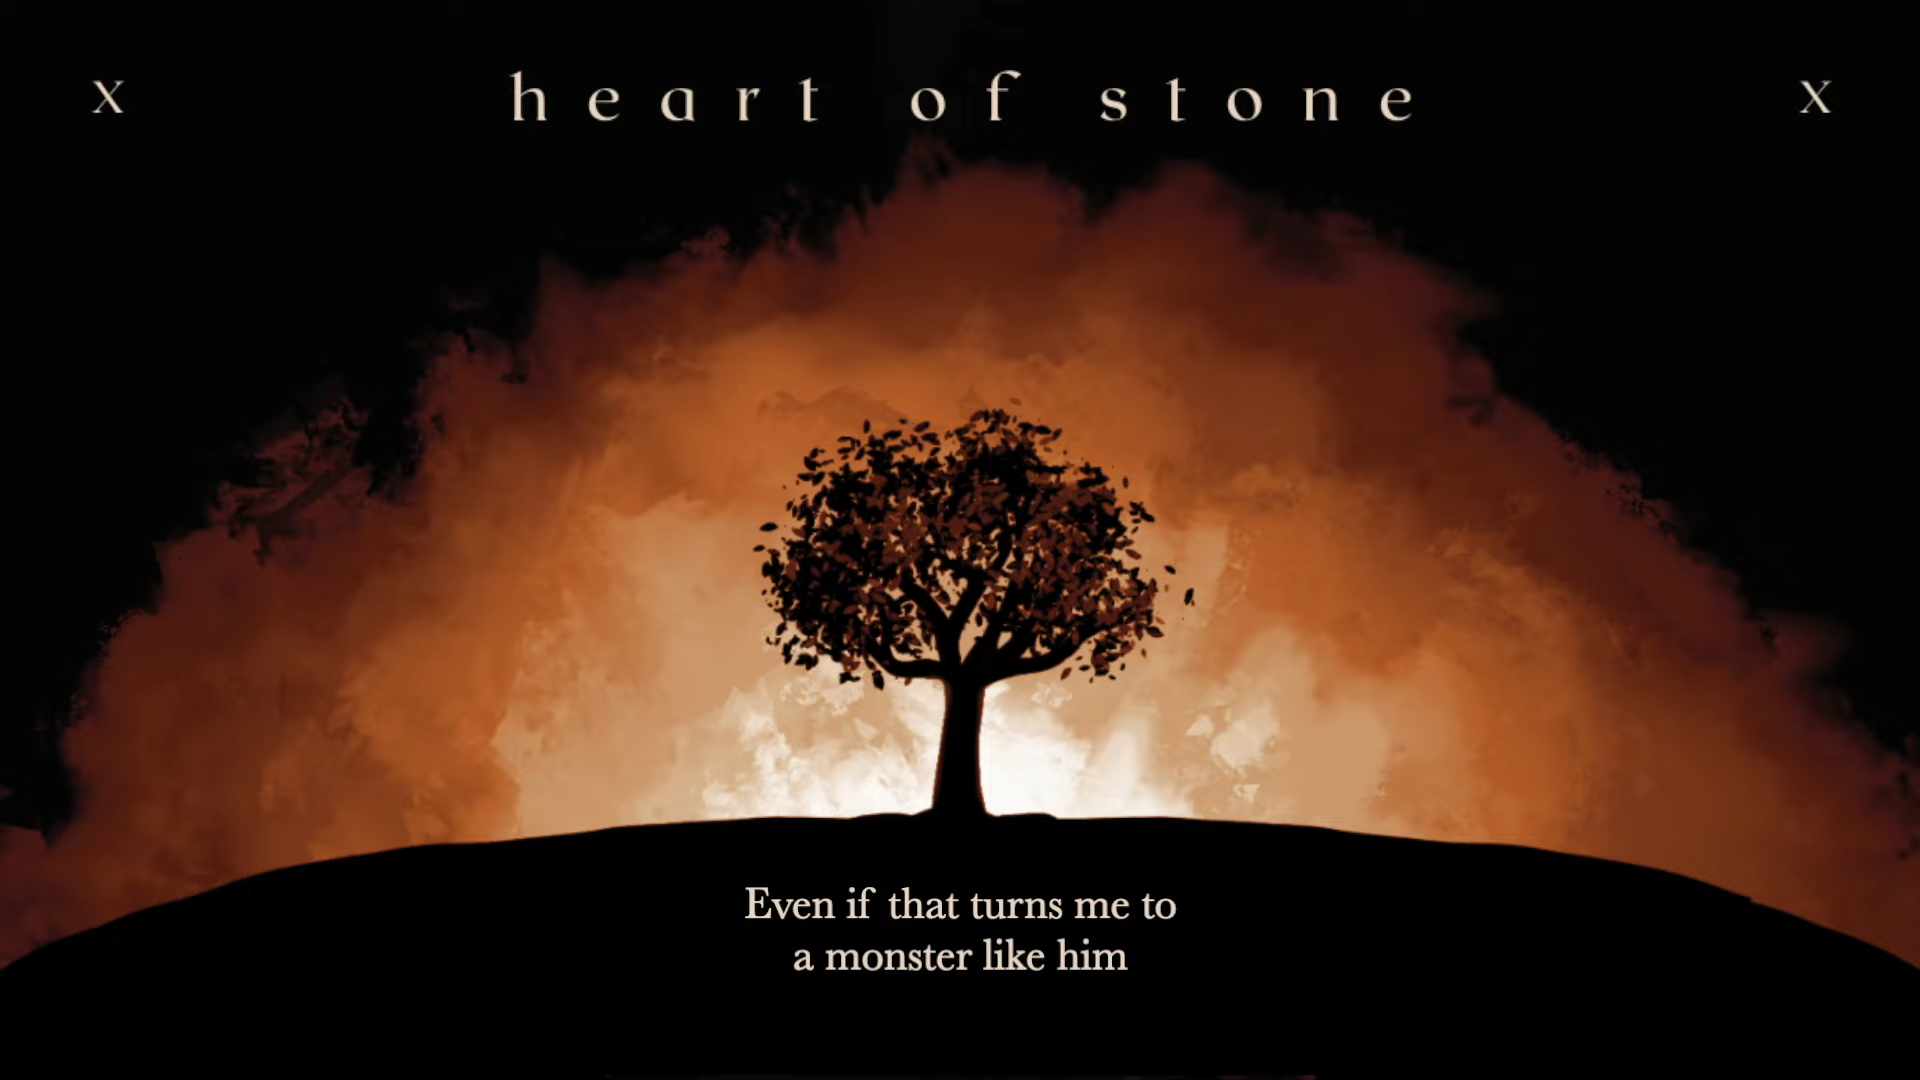 X heart of stone X
Even if that turns me to
a monster like him